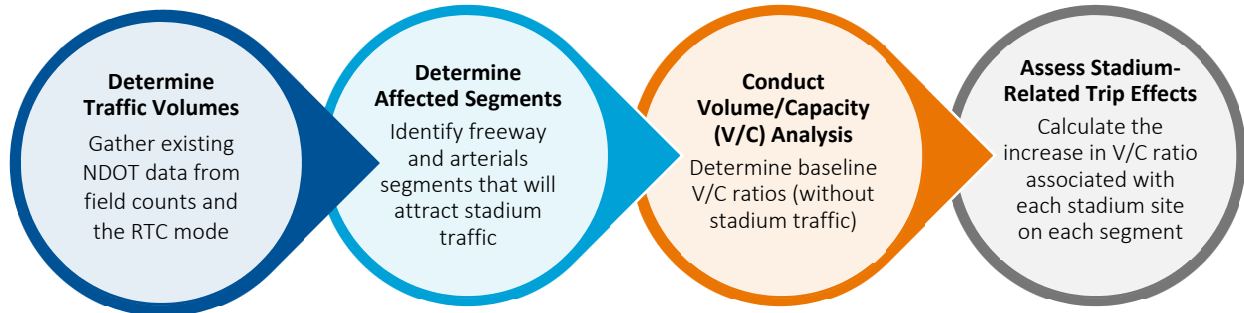 Determine
Traffic Volumes
Gather existing
NDOT data from
field counts and
the RTC mode
Determine
Affected Segments
Identify freeway
and arterials
segments that will
attract stadium
traffic
Conduct
Volume/Capacity
(V/C) Analysis
Determine baseline
V/C ratios (without
stadium traffic)
Assess Stadium-
Related Trip Effects
Calculate the
increase in V/C ratio
associated with
each stadium site
on each segment